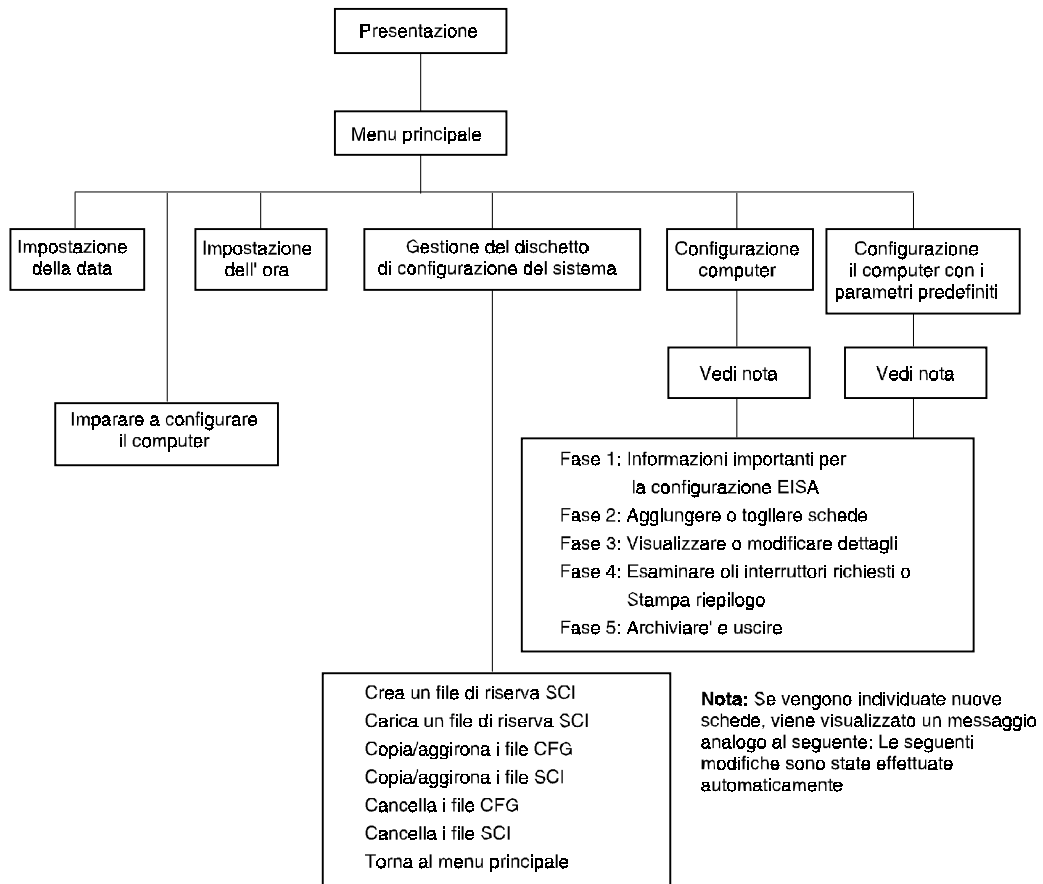 Presentazione
Menu principale
Impostazione
della data
Impostazione
dell' ora
Gestione del dischetto
di configurazione del sistema
Configurazione
computer
Configurazione
il computer con i
parametri predefiniti
Vedi nota
Vedi nota
Imparare a configurare
il computer
Fase 1: Informazioni importanti per
la configurazione EISA
Fase 2: Agglungere o togllere schede
Fase 3: Visualizzare o modificare dettagli
Fase 4: Esaminare oli interruttori richiesti o
Stampa riepilogo
Fase 5: Archiviare' e uscire
Crea un file di riserva SCI
Carica un file di riserva SCI
Copia/aggirona i file CFG
Copia/aggirona i file SCI
Cancella i file CFG
Cancella i file SCI
Torna al menu principale
Nota: Se vengono individuate nuove
schede, viene visualizzato un messaggio
analogo al seguente: Le seguenti
modifiche sono state effettuate
automaticamente